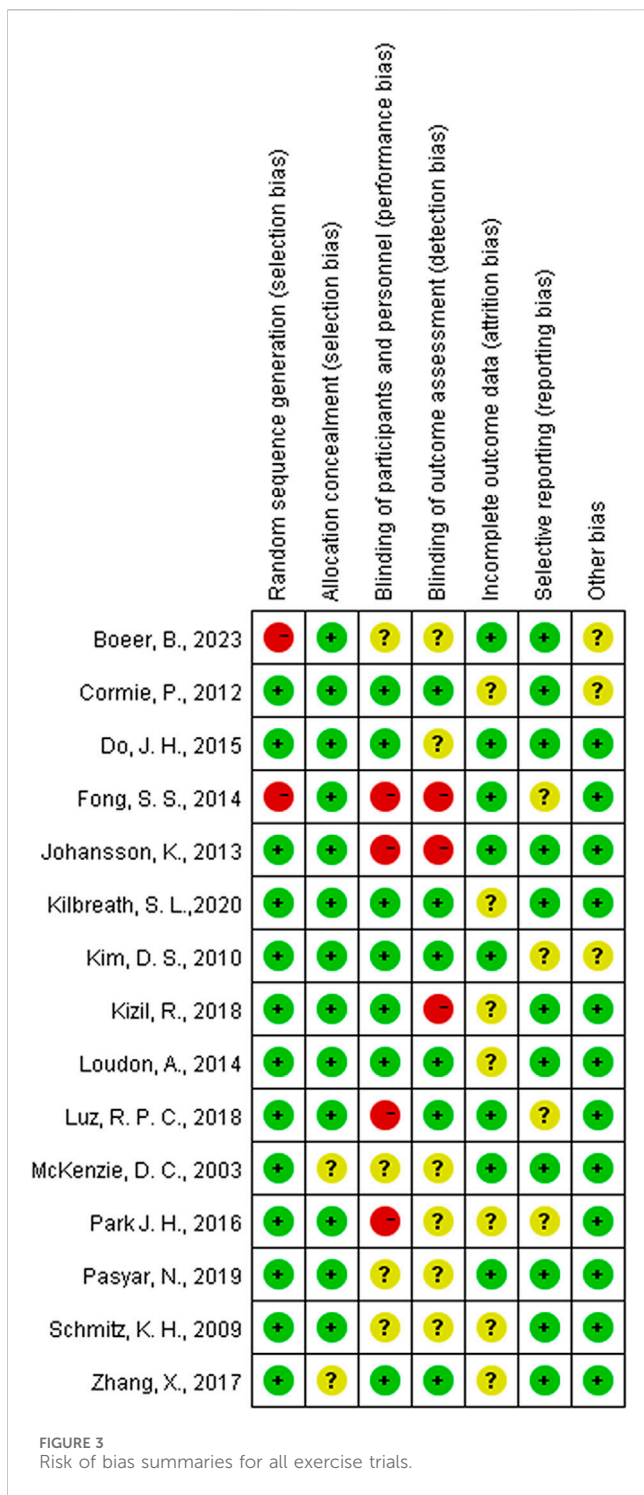 Random sequence generation (selection bias)
Allocation concealment (selection bias)
Blinding of participants and personnel (performance bias)
Blinding of outcome assessment (detection bias)
Incomplete outcome data (attrition bias)
Selective reporting (reporting bias)
Other bias
Boeer, B., 2023 - + ? ? + + ?
Cormie, P., 2012 + + + + ? + ?
Do, J. H., 2015 + + + ? + + +
Fong, S. S., 2014 - + - - + ? +
Johansson, K., 2013 + + - - + + +
Kilbreath, S. L.,2020 + + + + ? + +
Kim, D. S., 2010 + + + + + ? ?
Kizil, R., 2018 + + + - ? + +
Loudon, A., 2014 + + + + ? + +
Luz, R. P. C., 2018 + + - + + ? +
McKenzie, D. C., 2003 + ? ? ? + + +
Park J. H., 2016 + + - ? ? ? +
Pasyar, N., 2019 + + ? ? + + +
Schmitz, K. H., 2009 + + ? ? ? + +
Zhang, X., 2017 + ? + + ? + +
FIGURE 3
Risk of bias summaries for all exercise trials.